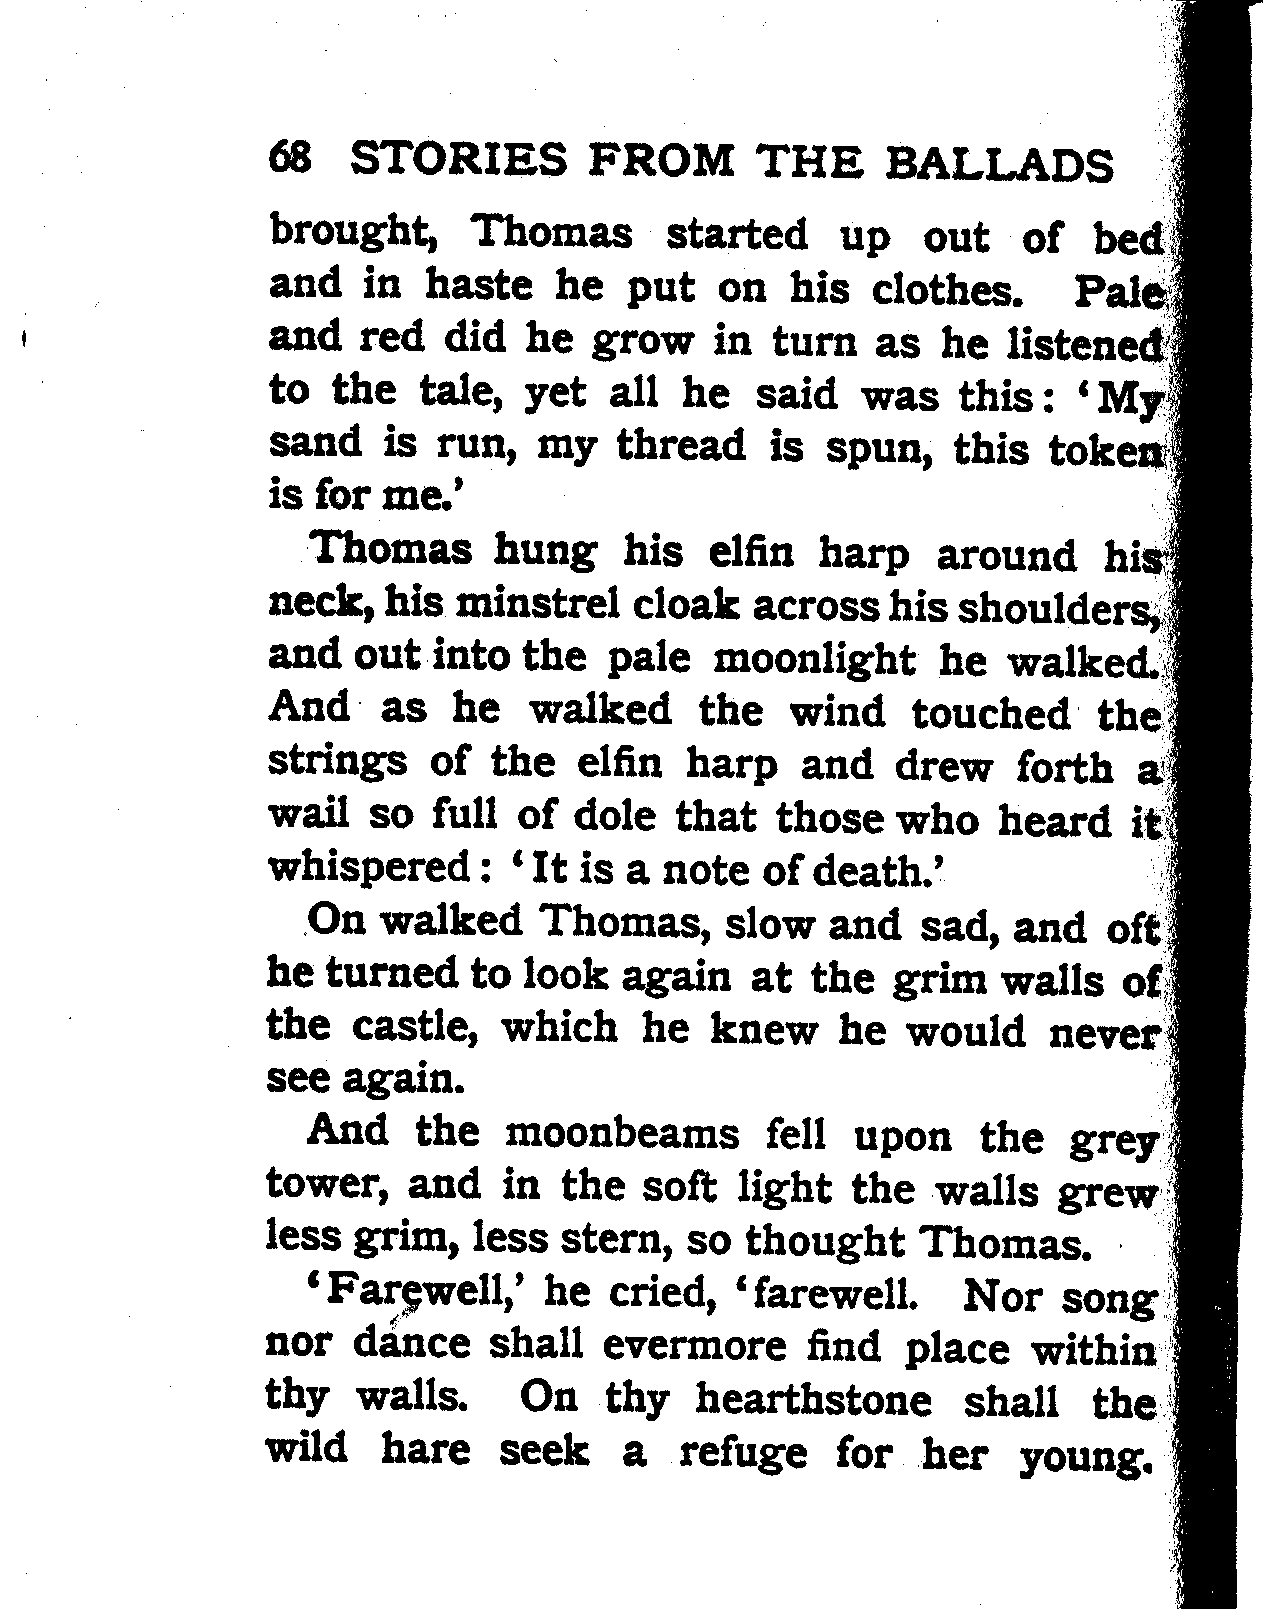 68 STORIES FROM THE BALLADS
brought, Thomas started up out of bed
and in haste he put on his clothes. Pale
and red did he grow in turn as he listened
to the tale, yet all he said was this: ‘My
sand is run, my thread is spun, this token
is for me.’
Thomas hung his elfin harp around his
neck, his minstrel cloak across his shoulders,
and out into the pale moonlight he walked.
And as he walked the wind touched the
strings of the elfin harp and drew forth a
wail so full of dole that those who heard it
whispered: ‘It is a note of death.’
On walked Thomas, slow and sad, and oft
he turned to look again at the grim walls of
the castle, which he knew he would never
see again.
And the moonbeams fell upon the grey
tower, and in the soft light the walls grew
less grim, less stern, so thought Thomas.
‘Farewell,’ he cried, ‘farewell. Nor song
nor dance shall evermore find place within
thy walls. On thy hearthstone shall the
wild hare seek a refuge for her young.